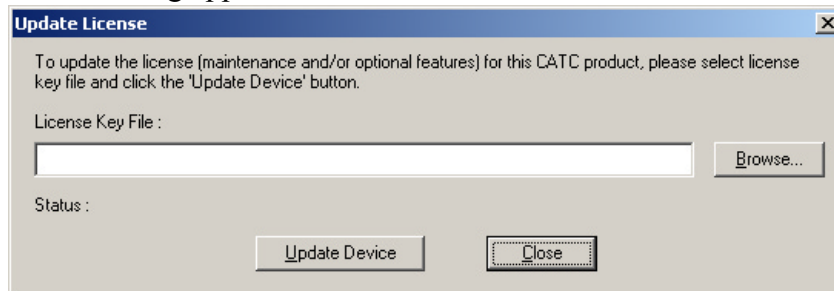 Update License
To update the license (maintenance and/or optional features) for this CATC product, please select license
key file and click the 'Update Device' button.
License Key File :
Browse...
Status :
Update Device Close